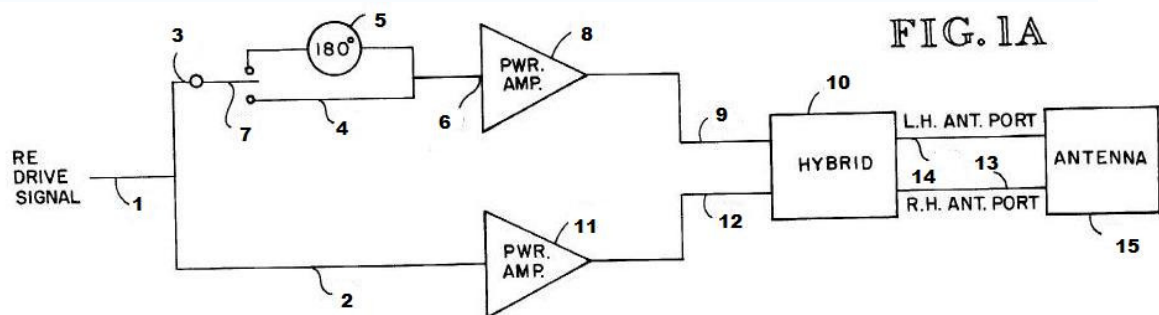 FIG. 1A
3
5
180°
8
PWR.
AMP.
7
4
6
9
10
HYBRID
L.H. ANT. PORT
14
13
R.H. ANT. PORT
ANTENNA
15
RE
DRIVE
SIGNAL
1
2
PWR.
AMP.
11
12